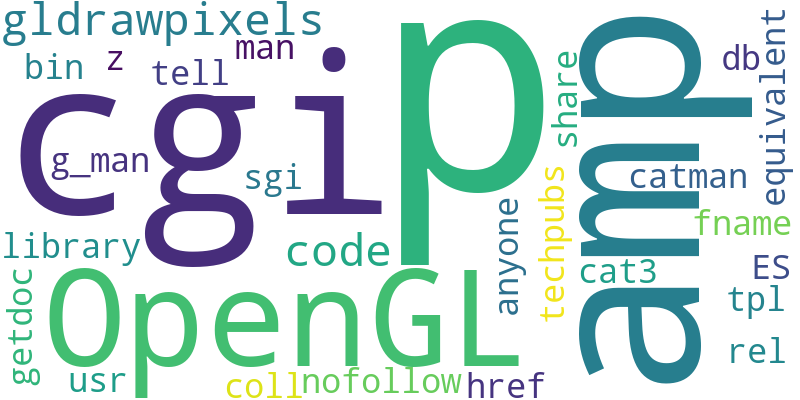 gldrawpixels
bin
z
man
tell
cgi
p
amp
share
db
equivalent
g_man
sgi
catman
techpubs
anyone
fname
library
code
cat3
ES
getdoc
OpenGL
tpl
rel
usr
coll
nofollow
href